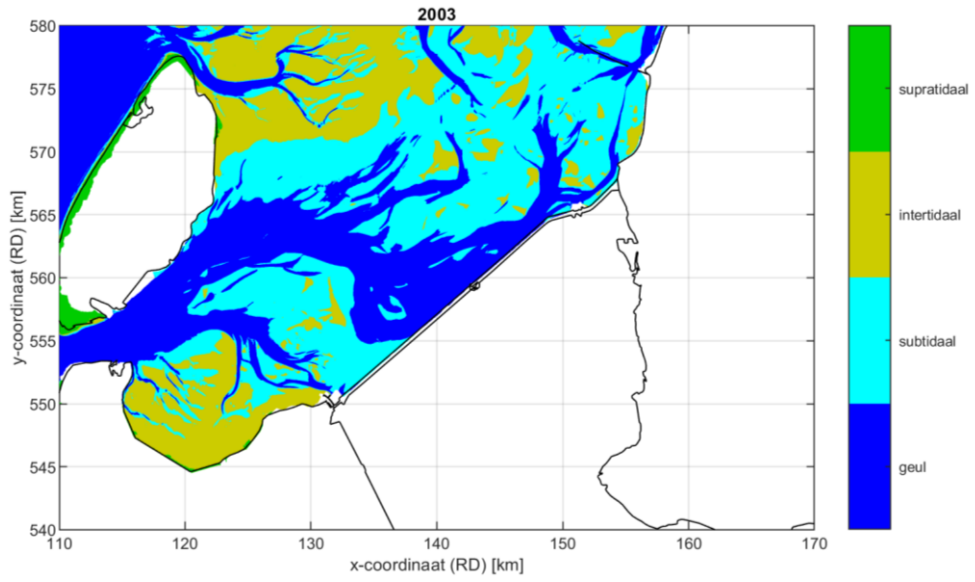 2003
580
575
570
565
560
555
550
545
540
y-coordinaat (RD) [km]
110
120
130
140
150
160
170
x-coordinaat (RD) [km]
supratidaal
intertidaal
subtidaal
geul